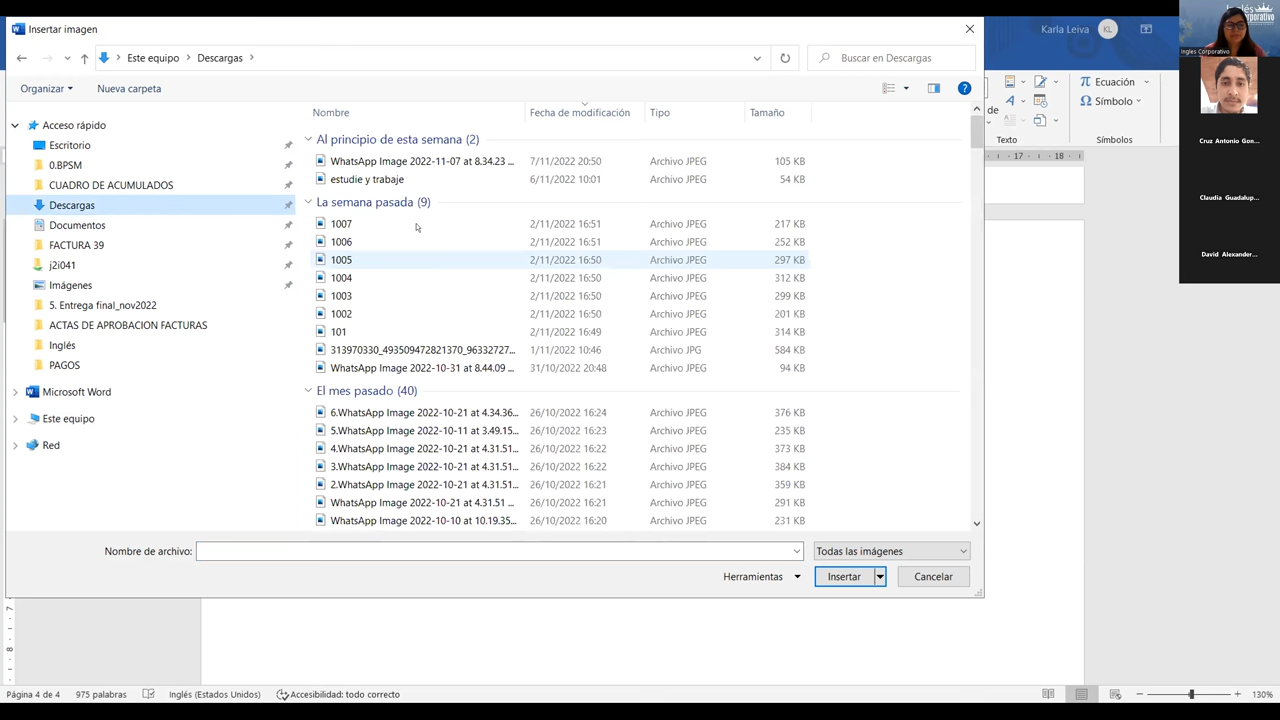 Insertar imagen
Karla Leiva KL
Inglés
Corporativo
Ingles Corporativo
Este equipo > Descargas >
Buscar en Descargas
Organizar
Nueva carpeta
Nombre Fecha de modificación Tipo Tamaño
Acceso rápido
Escritorio
0.BPSM
CUADRO DE ACUMULADOS
Descargas
Documentos
FACTURA 39
j2i041
Imágenes
5. Entrega final_nov2022
ACTAS DE APROBACION FACTURAS
Inglés
PAGOS
Microsoft Word
Este equipo
Red
Al principio de esta semana (2)
WhatsApp Image 2022-11-07 at 8.34.23 ... 7/11/2022 20:50 Archivo JPEG 105 KB
estudie y trabaje 6/11/2022 10:01 Archivo JPEG 54 KB
La semana pasada (9)
1007 2/11/2022 16:51 Archivo JPEG 217 KB
1006 2/11/2022 16:51 Archivo JPEG 252 KB
1005 2/11/2022 16:50 Archivo JPEG 297 KB
1004 2/11/2022 16:50 Archivo JPEG 312 KB
1003 2/11/2022 16:50 Archivo JPEG 299 KB
1002 2/11/2022 16:50 Archivo JPEG 201 KB
101 2/11/2022 16:49 Archivo JPEG 314 KB
313970330_493509472821370_96332727... 1/11/2022 10:46 Archivo JPG 584 KB
WhatsApp Image 2022-10-31 at 8.44.09 ... 31/10/2022 20:48 Archivo JPEG 94 KB
El mes pasado (40)
6.WhatsApp Image 2022-10-21 at 4.34.36... 26/10/2022 16:24 Archivo JPEG 376 KB
5.WhatsApp Image 2022-10-11 at 3.49.15... 26/10/2022 16:23 Archivo JPEG 235 KB
4.WhatsApp Image 2022-10-21 at 4.31.51... 26/10/2022 16:22 Archivo JPEG 373 KB
3.WhatsApp Image 2022-10-21 at 4.31.51... 26/10/2022 16:22 Archivo JPEG 384 KB
2.WhatsApp Image 2022-10-21 at 4.31.51... 26/10/2022 16:21 Archivo JPEG 359 KB
WhatsApp Image 2022-10-21 at 4.31.51 ... 26/10/2022 16:21 Archivo JPEG 291 KB
WhatsApp Image 2022-10-10 at 10.19.35... 26/10/2022 16:20 Archivo JPEG 231 KB
Nombre de archivo:
Todas las imágenes
Herramientas
Insertar
Cancelar
de
Texto
Ecuación
Símbolo
Símbolos
17 18
Cruz Antonio Gon...
Claudia Guadalup...
David Alexander...
7
8
Página 4 de 4 975 palabras Inglés (Estados Unidos) Accesibilidad: todo correcto 130%